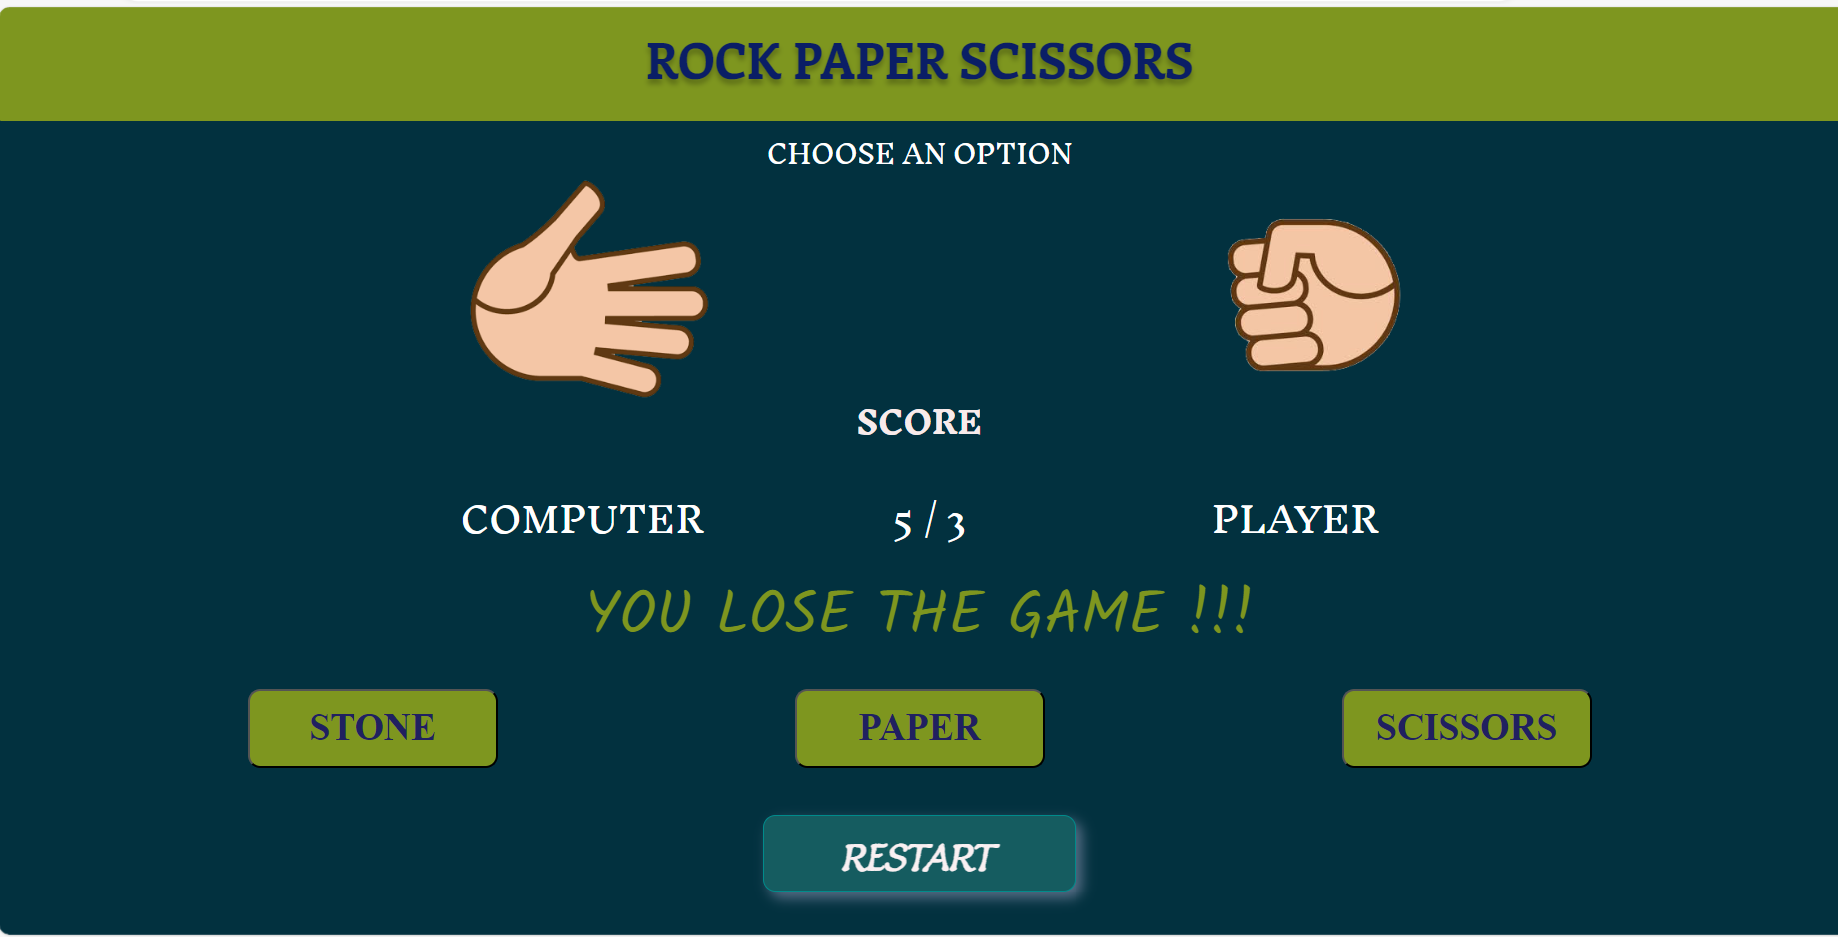 ROCK PAPER SCISSORS
CHOOSE AN OPTION
SCORE
COMPUTER 5 / 3 PLAYER
YOU LOSE THE GAME !!!
STONE PAPER SCISSORS
RESTART